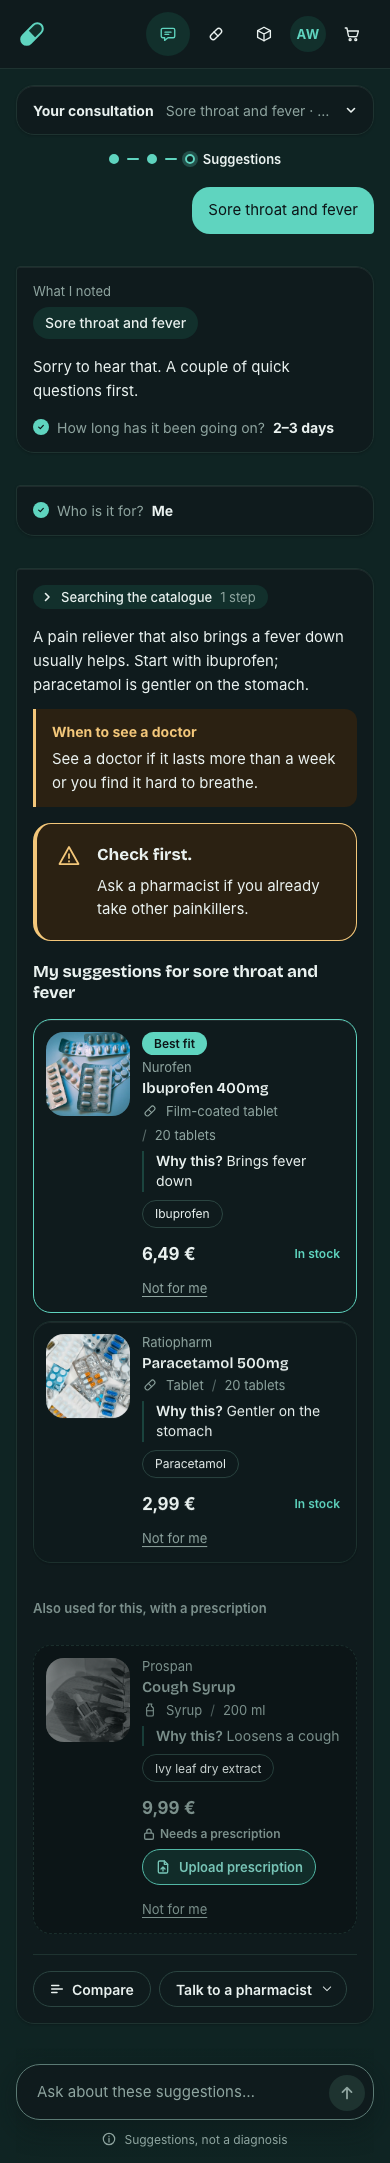 AW
Your consultation Sore throat and fever · ...
Suggestions
Sore throat and fever
What I noted
Sore throat and fever
Sorry to hear that. A couple of quick
questions first.
How long has it been going on? 2–3 days
Who is it for? Me
Searching the catalogue 1 step
A pain reliever that also brings a fever down
usually helps. Start with ibuprofen;
paracetamol is gentler on the stomach.
When to see a doctor
See a doctor if it lasts more than a week
or you find it hard to breathe.
Check first.
Ask a pharmacist if you already
take other painkillers.
My suggestions for sore throat and
fever
Best fit
Nurofen
Ibuprofen 400mg
Film-coated tablet
/ 20 tablets
Why this? Brings fever
down
Ibuprofen
6,49 € In stock
Not for me
Ratiopharm
Paracetamol 500mg
Tablet / 20 tablets
Why this? Gentler on the
stomach
Paracetamol
2,99 € In stock
Not for me
Also used for this, with a prescription
Prospan
Cough Syrup
Syrup / 200 ml
Why this? Loosens a cough
Ivy leaf dry extract
9,99 €
Needs a prescription
Upload prescription
Not for me
Compare Talk to a pharmacist
Ask about these suggestions...
Suggestions, not a diagnosis